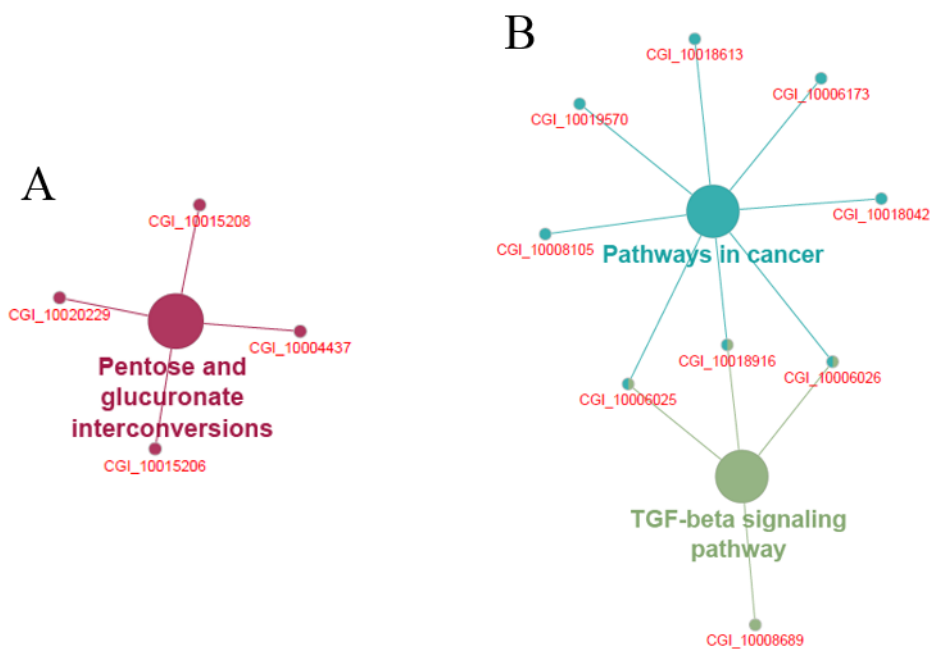 A
CGI_10015208
CGI_10020229
CGI_10004437
Pentose and
glucuronate
interconversions
CGI_10015206
B
CGI_10018613
CGI_10006173
CGI_10019570
CGI_10018042
CGI_10008105
Pathways in cancer
CGI_10018916
CGI_10006026
CGI_10006025
TGF-beta signaling
pathway
CGI_10008689